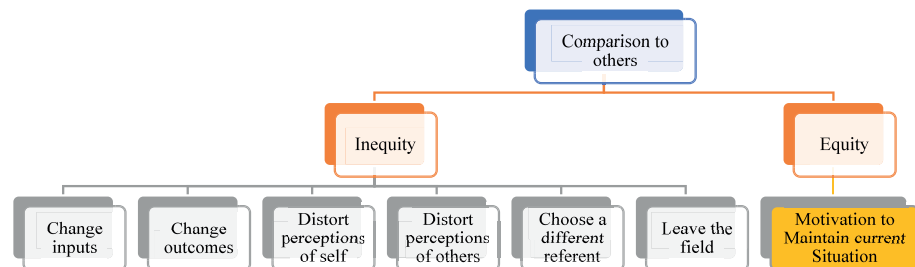 Comparison to
others
Inequity
Equity
Change
inputs
Change
outcomes
Distort
perceptions
of self
Distort
perceptions
of others
Choose a
different
referent
Leave the
field
Motivation to
Maintain current
Situation